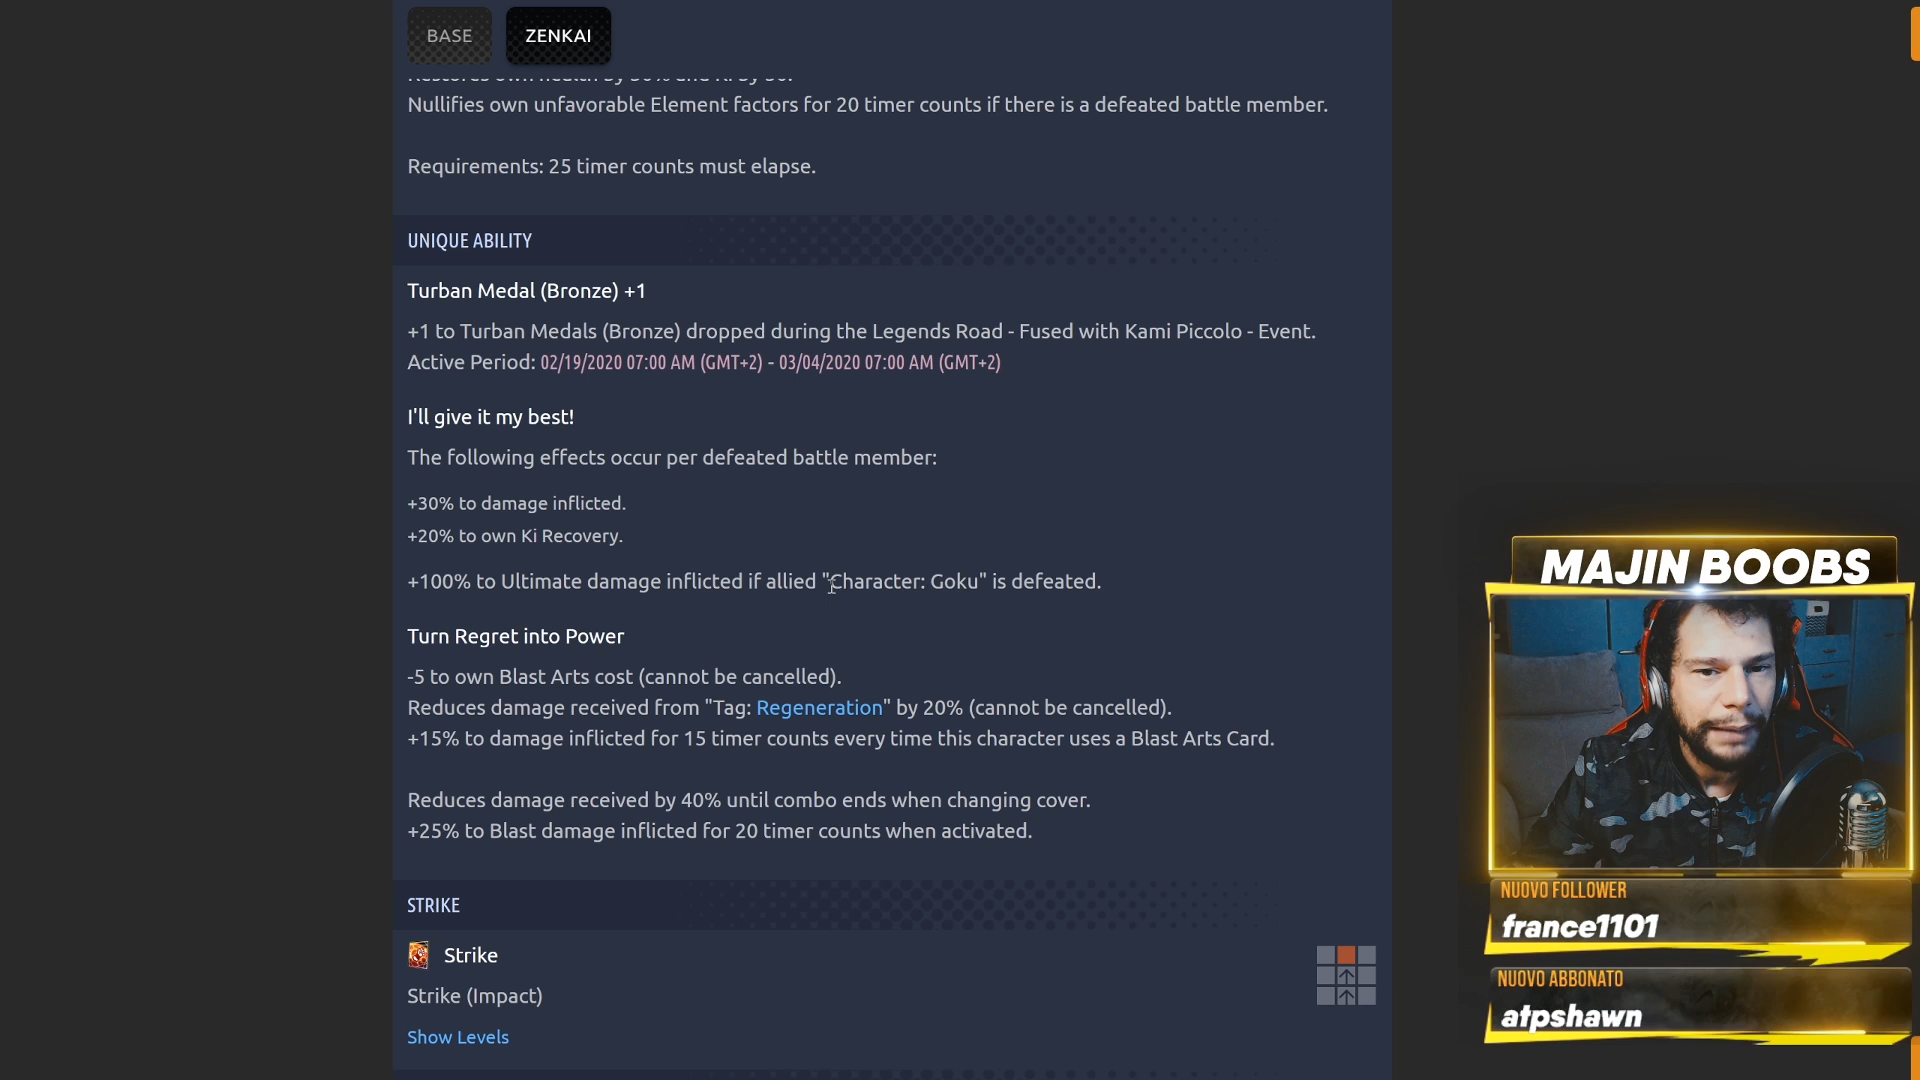 BASE
ZENKAI
Restores own health by 30% and Ki by 50.
Nullifies own unfavorable Element factors for 20 timer counts if there is a defeated battle member.
Requirements: 25 timer counts must elapse.
UNIQUE ABILITY
Turban Medal (Bronze) +1
+1 to Turban Medals (Bronze) dropped during the Legends Road - Fused with Kami Piccolo - Event.
Active Period: 02/19/2020 07:00 AM (GMT+2) - 03/04/2020 07:00 AM (GMT+2)
I'll give it my best!
The following effects occur per defeated battle member:
+30% to damage inflicted.
+20% to own Ki Recovery.
+100% to Ultimate damage inflicted if allied "Character: Goku" is defeated.
Turn Regret into Power
-5 to own Blast Arts cost (cannot be cancelled).
Reduces damage received from "Tag: Regeneration" by 20% (cannot be cancelled).
+15% to damage inflicted for 15 timer counts every time this character uses a Blast Arts Card.
Reduces damage received by 40% until combo ends when changing cover.
+25% to Blast damage inflicted for 20 timer counts when activated.
STRIKE
Strike
Strike (Impact)
Show Levels
MAJIN BOOBS
NUOVO FOLLOWER
france1101
NUOVO ABBONATO
atpshawn